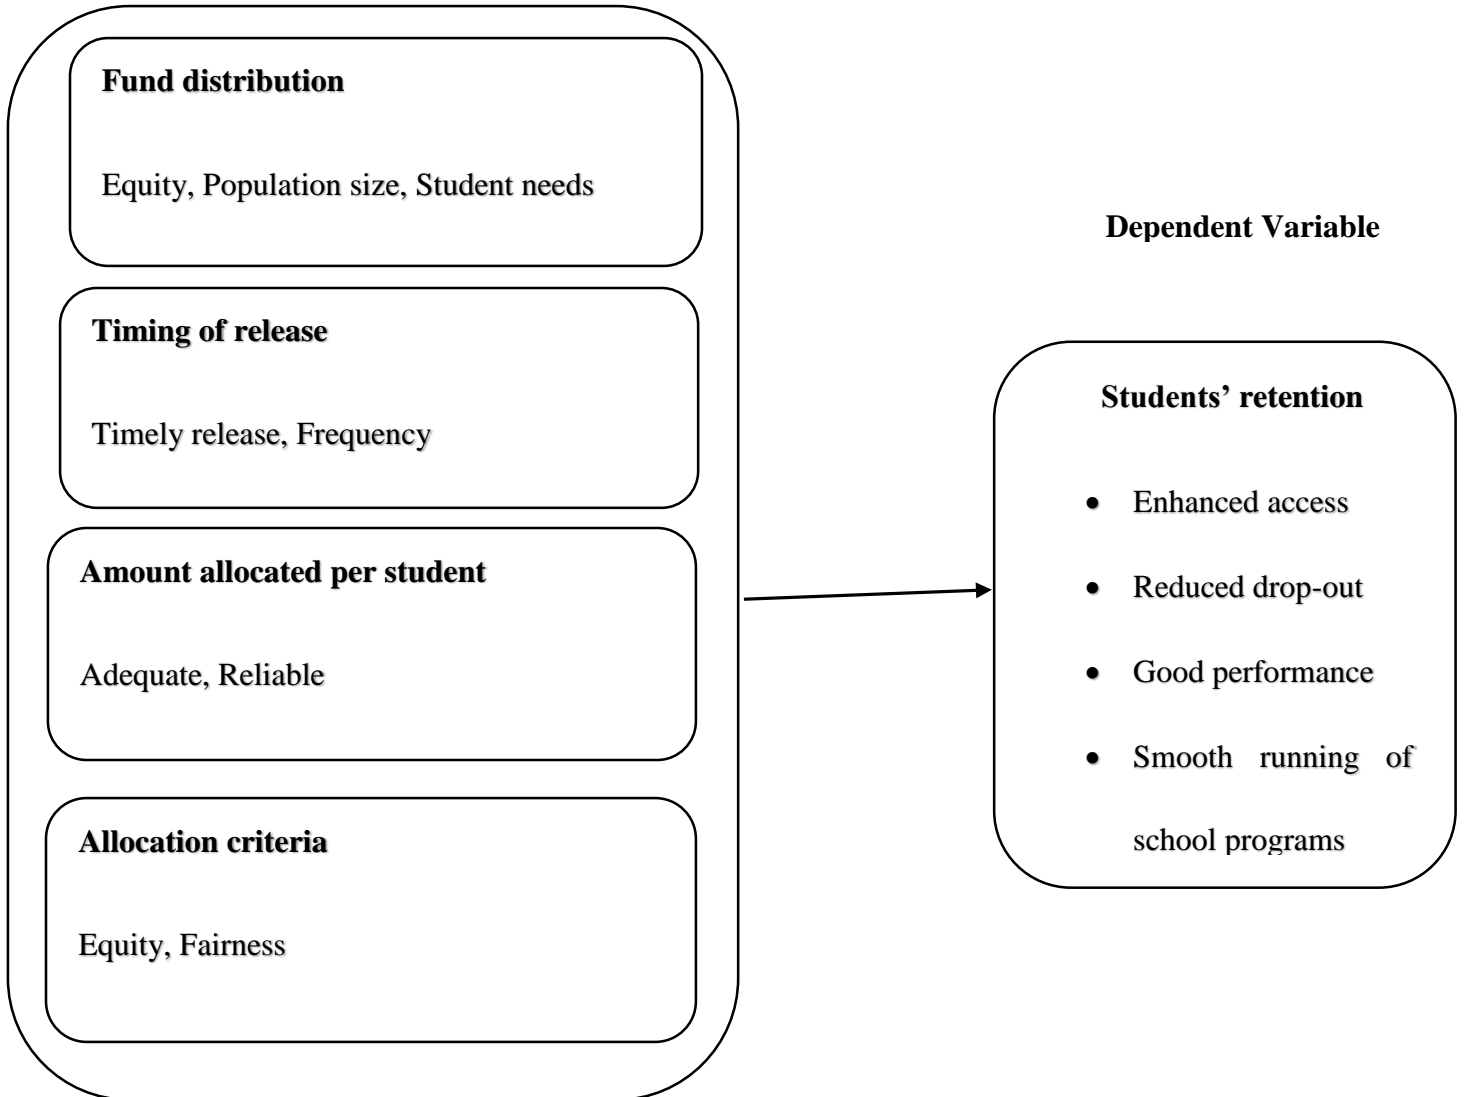 Fund distribution
Equity, Population size, Student needs
Timing of release
Timely release, Frequency
Amount allocated per student
Adequate, Reliable
Allocation criteria
Equity, Fairness
Dependent Variable
Students’ retention
• Enhanced access
• Reduced drop-out
• Good performance
• Smooth running of
school programs